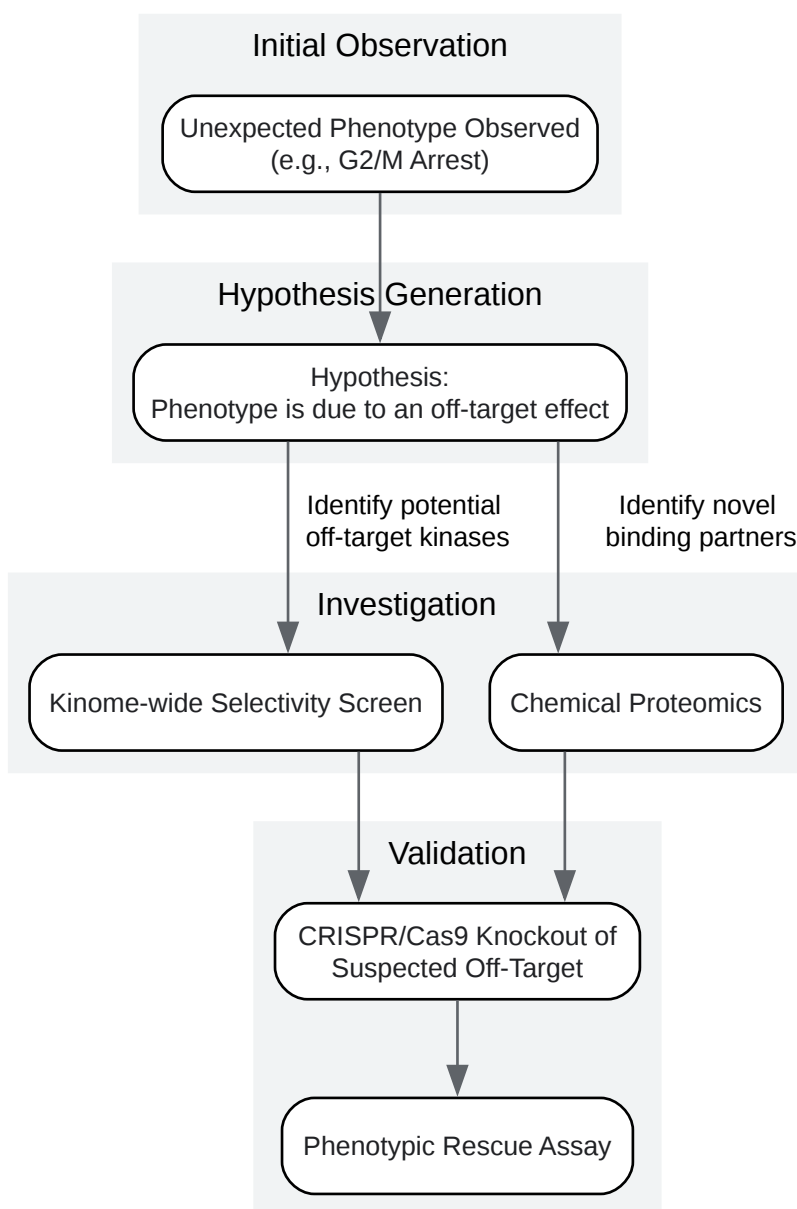 Initial Observation
Unexpected Phenotype Observed
(e.g., G2/M Arrest)
Hypothesis Generation
Hypothesis:
Phenotype is due to an off-target effect
Identify potential
off-target kinases
Identify novel
binding partners
Investigation
Kinome-wide Selectivity Screen
Chemical Proteomics
Validation
CRISPR/Cas9 Knockout of
Suspected Off-Target
Phenotypic Rescue Assay